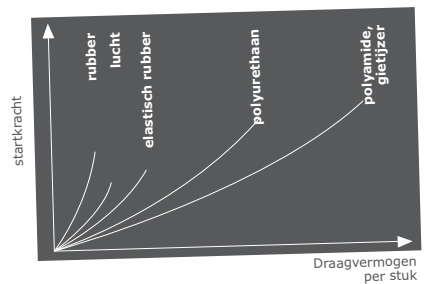 startkracht
rubber
lucht
elastisch rubber
polyurethaan
polyamide,
gietijzer
Draagvermogen
per stuk